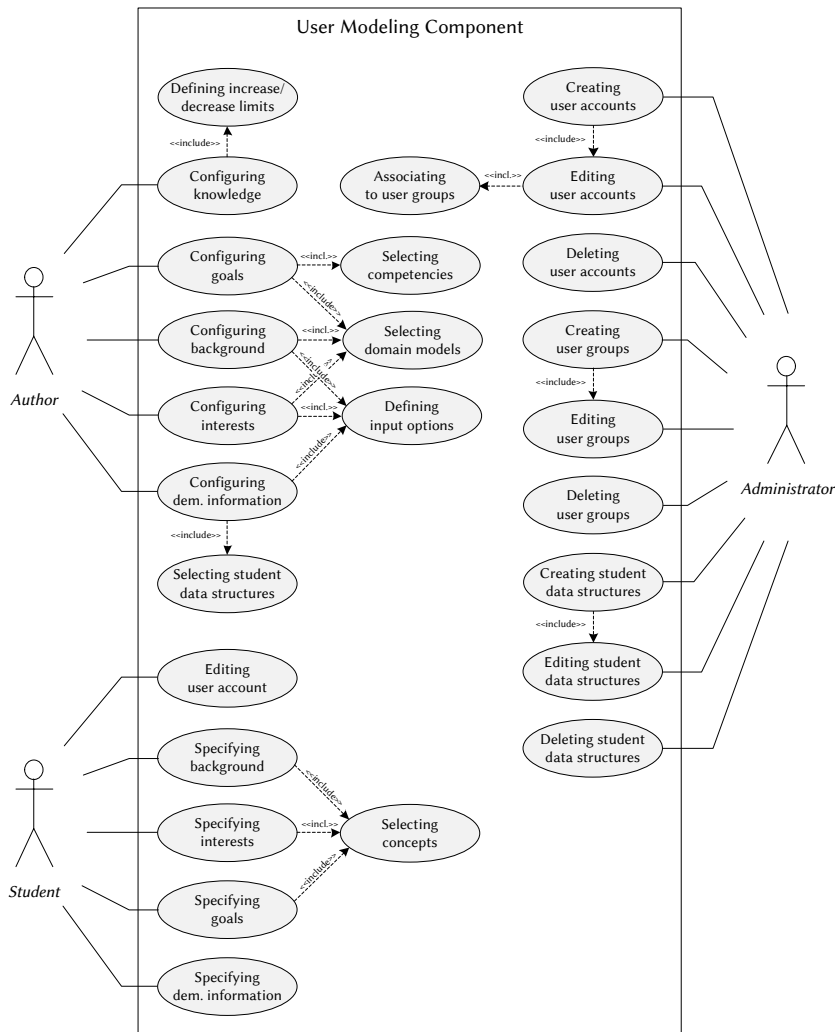 User Modeling Component
Defining increase/
decrease limits
<<include>>
Configuring
knowledge
Configuring
goals
<<incl.>>
Selecting
competencies
<<include>>
Configuring
background
<<incl.>>
Selecting
domain models
<<include>>
<<incl.>>
Configuring
interests
<<incl.>>
Defining
input options
<<include>>
Configuring
dem. information
<<include>>
Selecting student
data structures
Author
Creating
user accounts
<<include>>
Associating
to user groups
<<incl.>>
Editing
user accounts
Deleting
user accounts
Creating
user groups
<<include>>
Editing
user groups
Deleting
user groups
Creating student
data structures
<<include>>
Editing student
data structures
Deleting student
data structures
Administrator
Editing
user account
Specifying
background
<<include>>
Specifying
interests
<<incl.>>
Selecting
concepts
<<include>>
Specifying
goals
Specifying
dem. information
Student